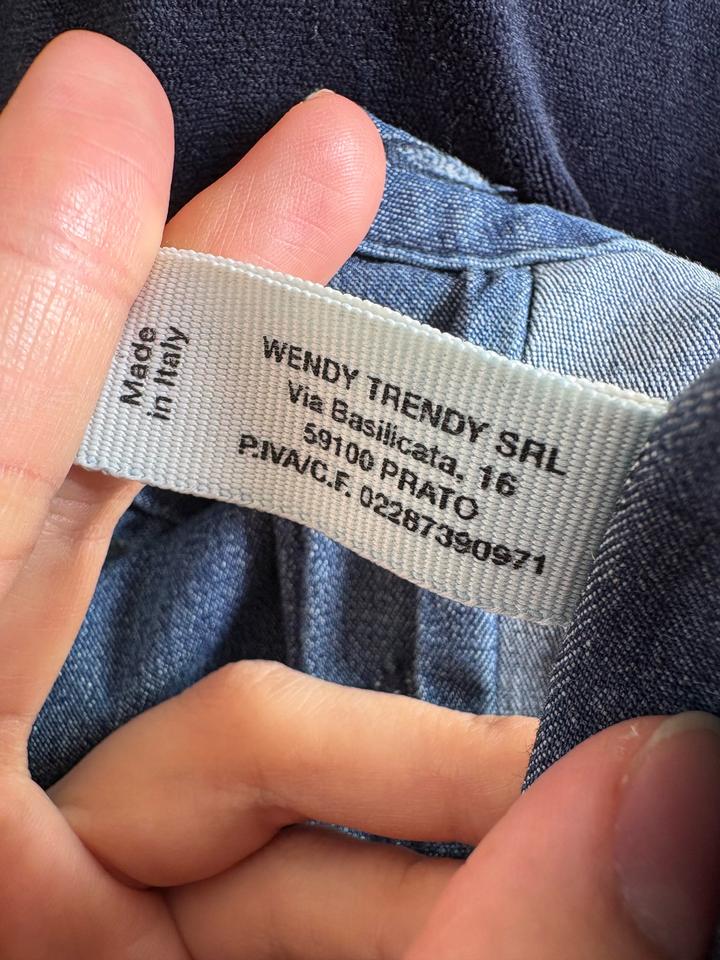 Made
in Italy
WENDY TRENDY SRL
Via Basilicata, 16
59100 PRATO
P.IVA/C.F. 02287390971